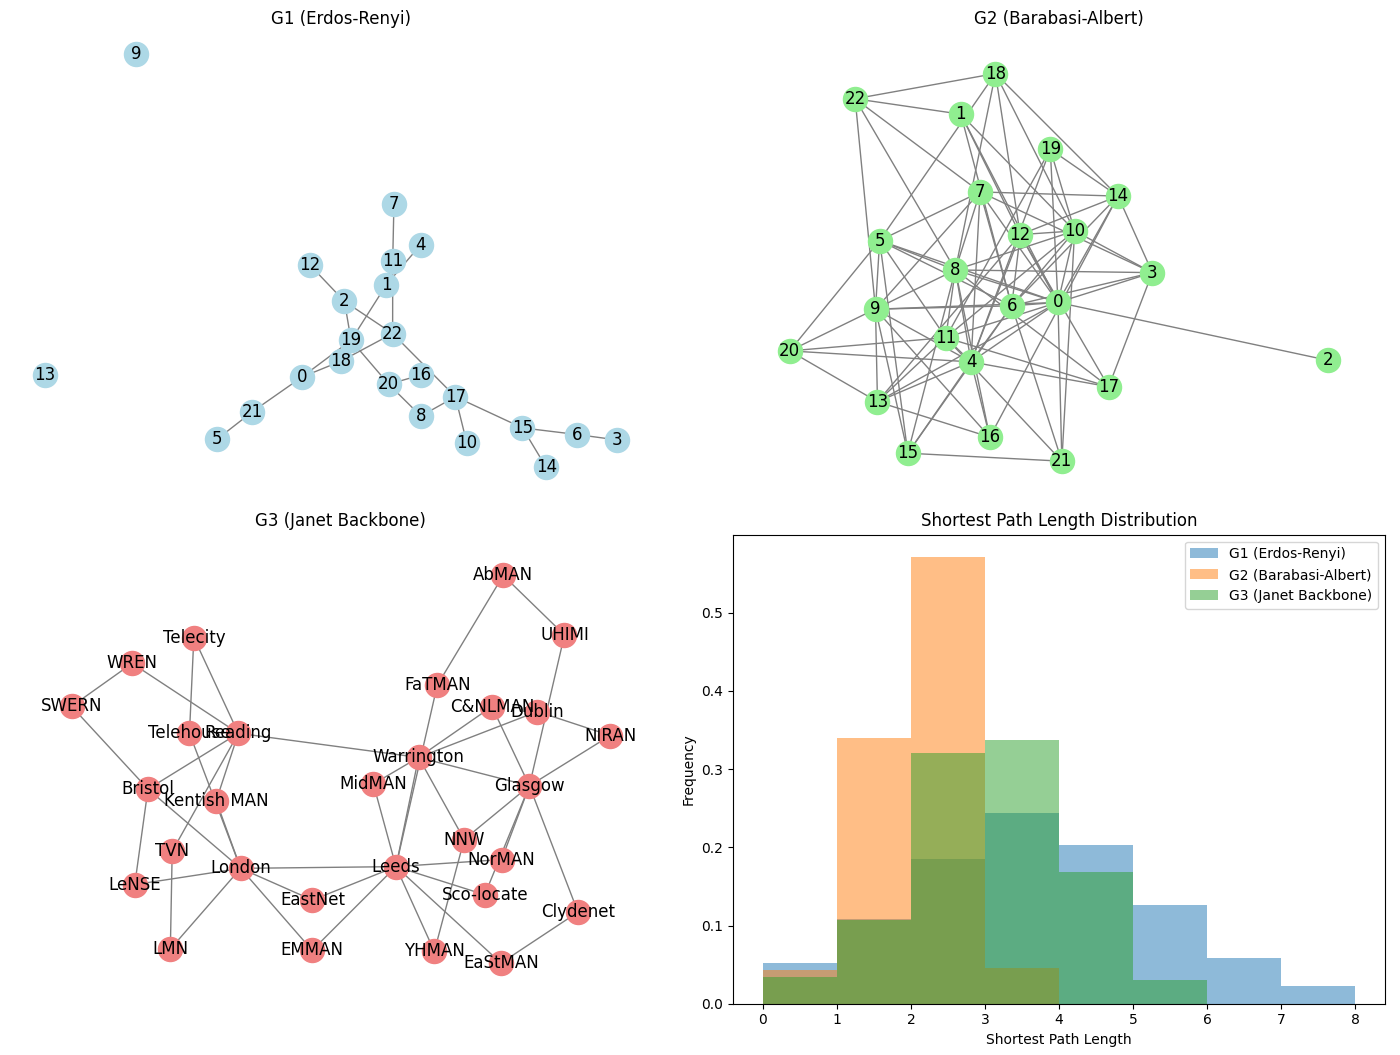 G1 (Erdos-Renyi)
9
7
4
12
11
1
2
19
22
18
13
0
20
16
17
21
8
5
10
15
6
3
14
G2 (Barabasi-Albert)
18
22
1
19
7
14
12
10
5
8
3
9
6
0
11
20
4
2
17
13
16
15
21
G3 (Janet Backbone)
AbMAN
Telecity
UHIMI
WREN
FaTMAN
SWERN
C&NLMAN
Dublin
Telehouse
Reading
NIRAN
Warrington
MidMAN
Glasgow
Bristol
Kentish MAN
NNW
TVN
NorMAN
London
Leeds
LeNSE
EastNet
Sco-locate
Clydenet
LMN
EMMAN
YHMAN
EaStMAN
Shortest Path Length Distribution
G1 (Erdos-Renyi)
G2 (Barabasi-Albert)
G3 (Janet Backbone)
Frequency
0.5
0.4
0.3
0.2
0.1
0.0
0 1 2 3 4 5 6 7 8
Shortest Path Length